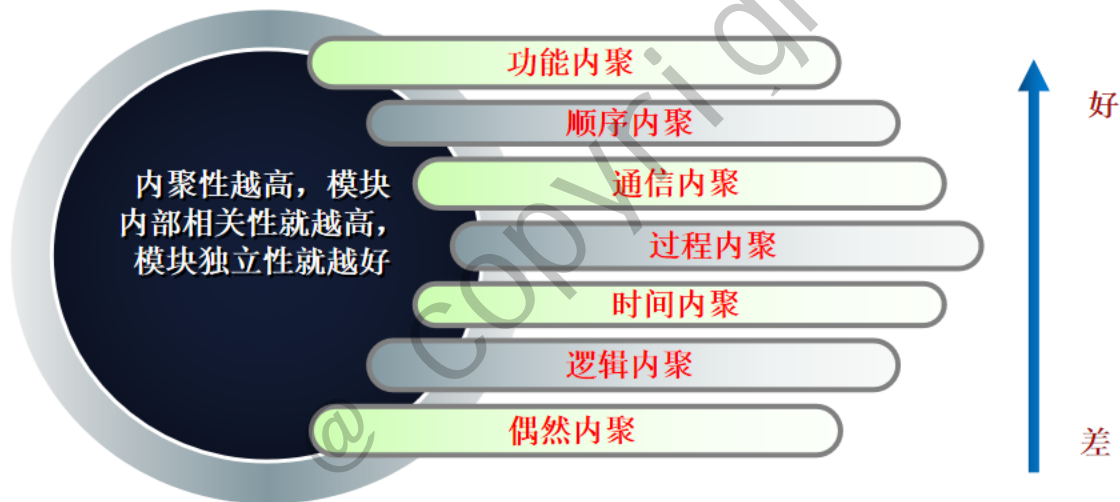 功能内聚
顺序内聚
通信内聚
过程内聚
时间内聚
逻辑内聚
偶然内聚
内聚性越高，模块
内部相关性就越高，
模块独立性就越好
好
差
@ copyri